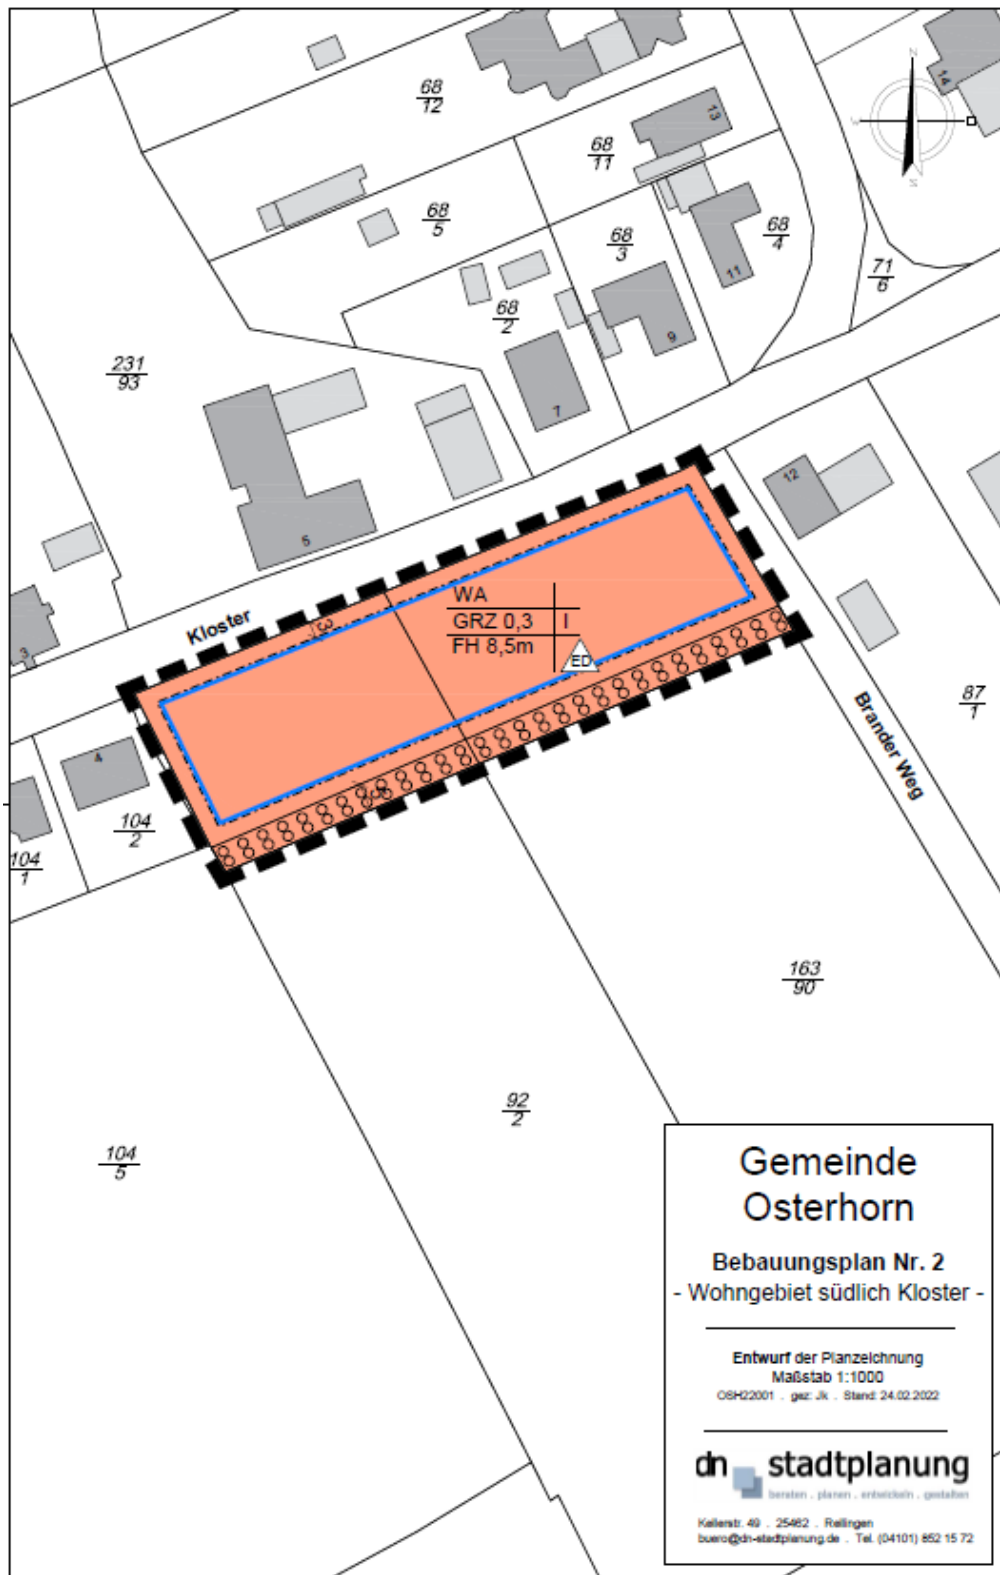 N
14
68
12
13
68
11
68
5
68
3
68
4
11
71
6
68
2
9
231
93
7
12
5
WA
GRZ 0,3 I
FH 8,5m
ED
Kloster
3
3
87
1
Brander Weg
4
104
2
104
1
163
90
92
2
104
5
Gemeinde
Osterhorn
Bebauungsplan Nr. 2
- Wohngebiet südlich Kloster -
Entwurf der Planzeichnung
Maßstab 1:1000
OSH22001 . gez: Jk . Stand: 24.02.2022
dn stadtplanung
beraten . planen . entwickeln . gestalten
Kellerstr. 49 . 25462 . Rellingen
buero@dn-stadtplanung.de . Tel. (04101) 852 15 72